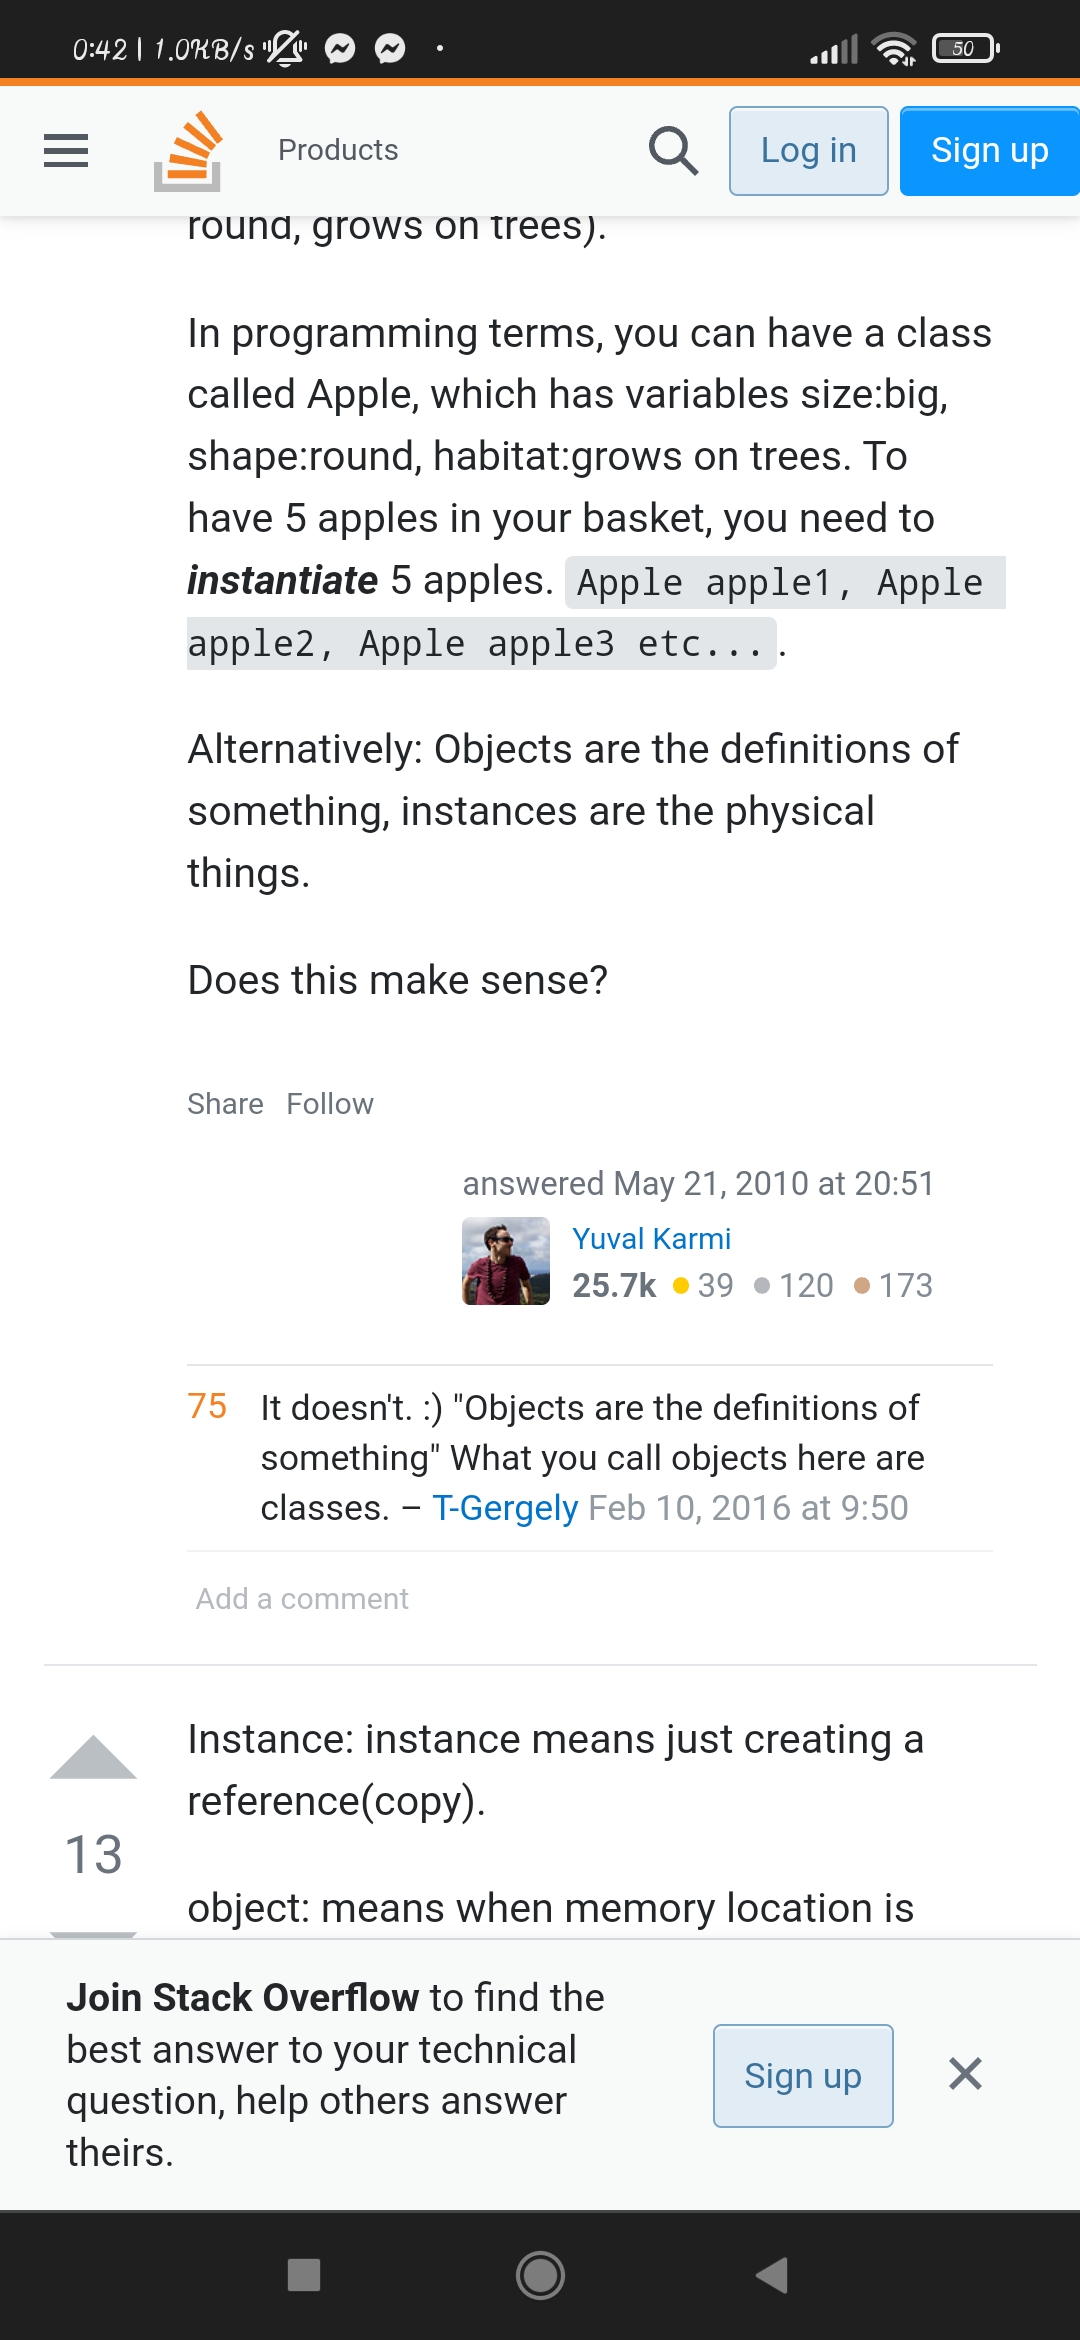 0:42 | 1.0KB/s
50
Products
Log in
Sign up
round, grows on trees).
In programming terms, you can have a class
called Apple, which has variables size:big,
shape:round, habitat:grows on trees. To
have 5 apples in your basket, you need to
instantiate 5 apples. Apple apple1, Apple
apple2, Apple apple3 etc... .
Alternatively: Objects are the definitions of
something, instances are the physical
things.
Does this make sense?
Share Follow
answered May 21, 2010 at 20:51
Yuval Karmi
25.7k 39 120 173
75 It doesn't. :) "Objects are the definitions of
something" What you call objects here are
classes. – T-Gergely Feb 10, 2016 at 9:50
Add a comment
Instance: instance means just creating a
reference(copy).
13
object: means when memory location is
Join Stack Overflow to find the
best answer to your technical
question, help others answer
theirs.
Sign up